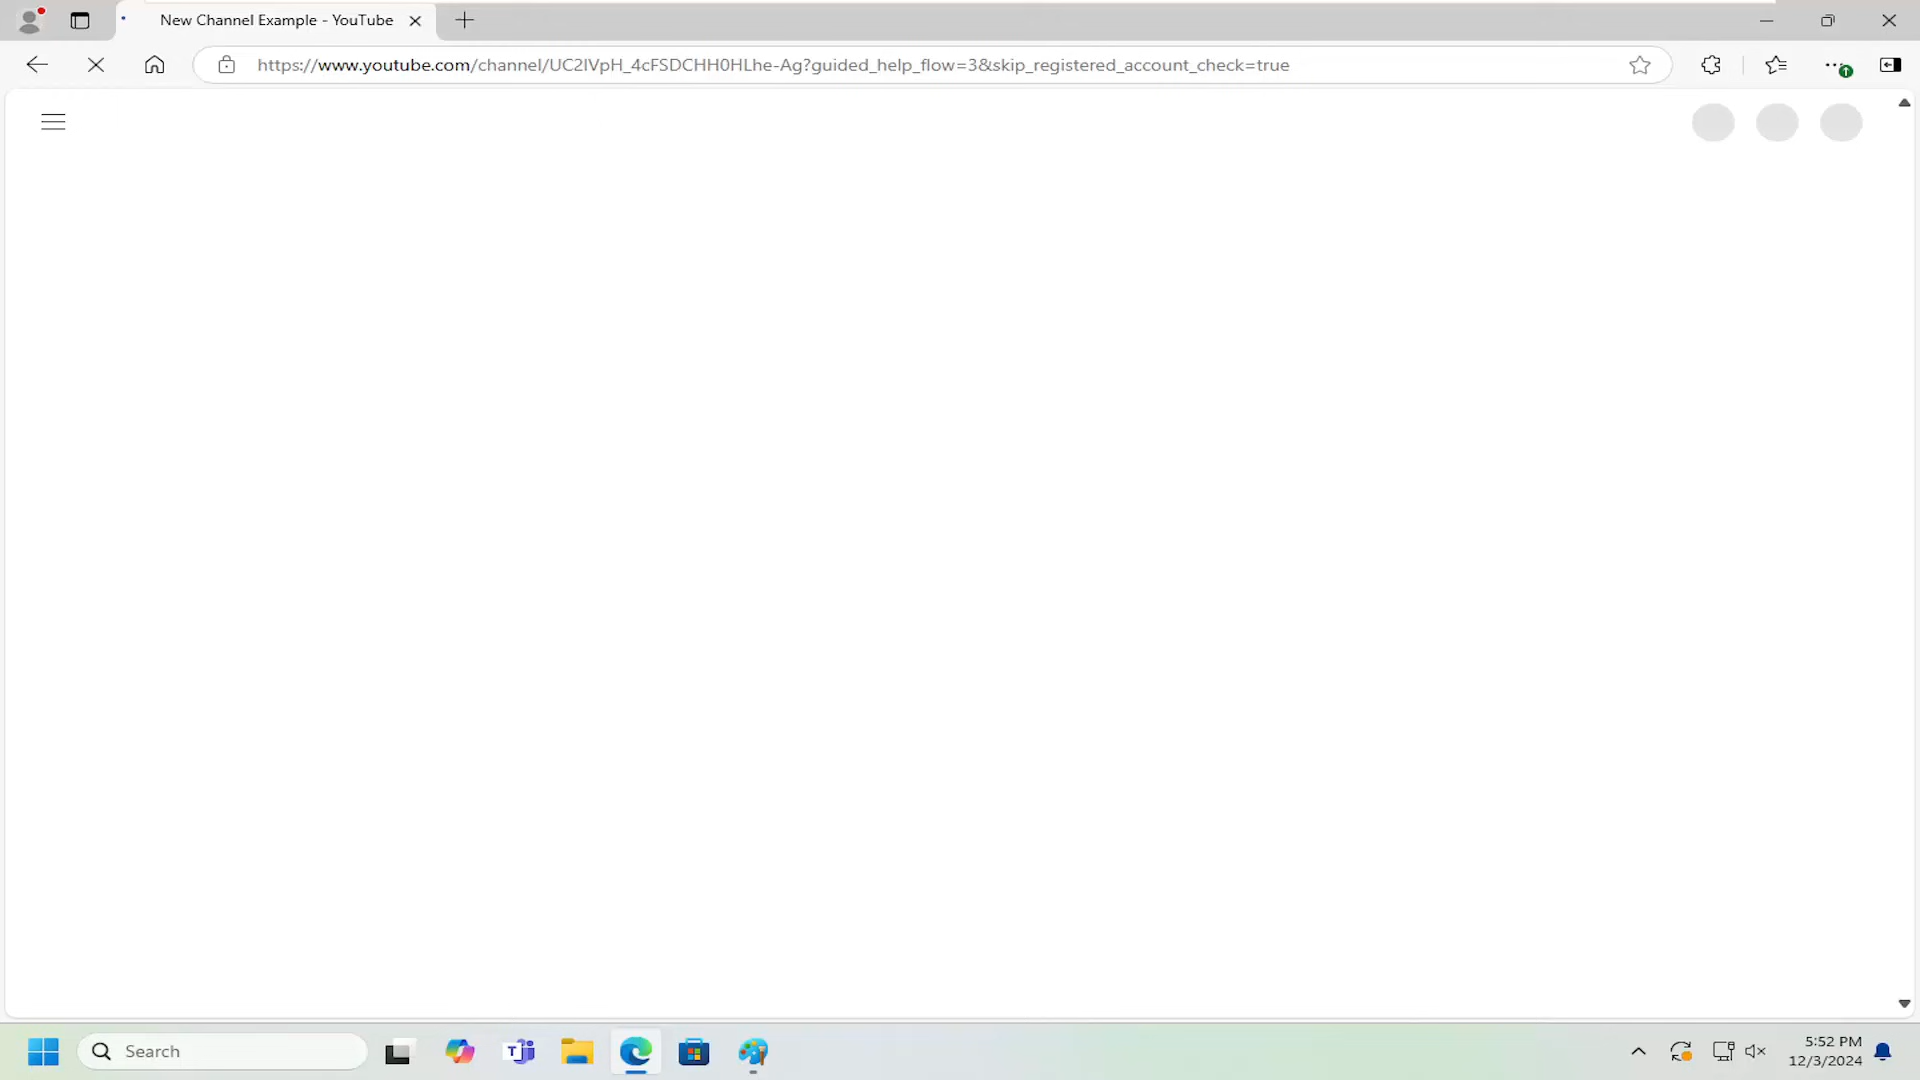 New Channel Example - YouTube
https://www.youtube.com/channel/UC2IVpH_4cFSDCHH0HLhe-Ag?guided_help_flow=3&skip_registered_account_check=true
Search
T
5:52 PM
12/3/2024